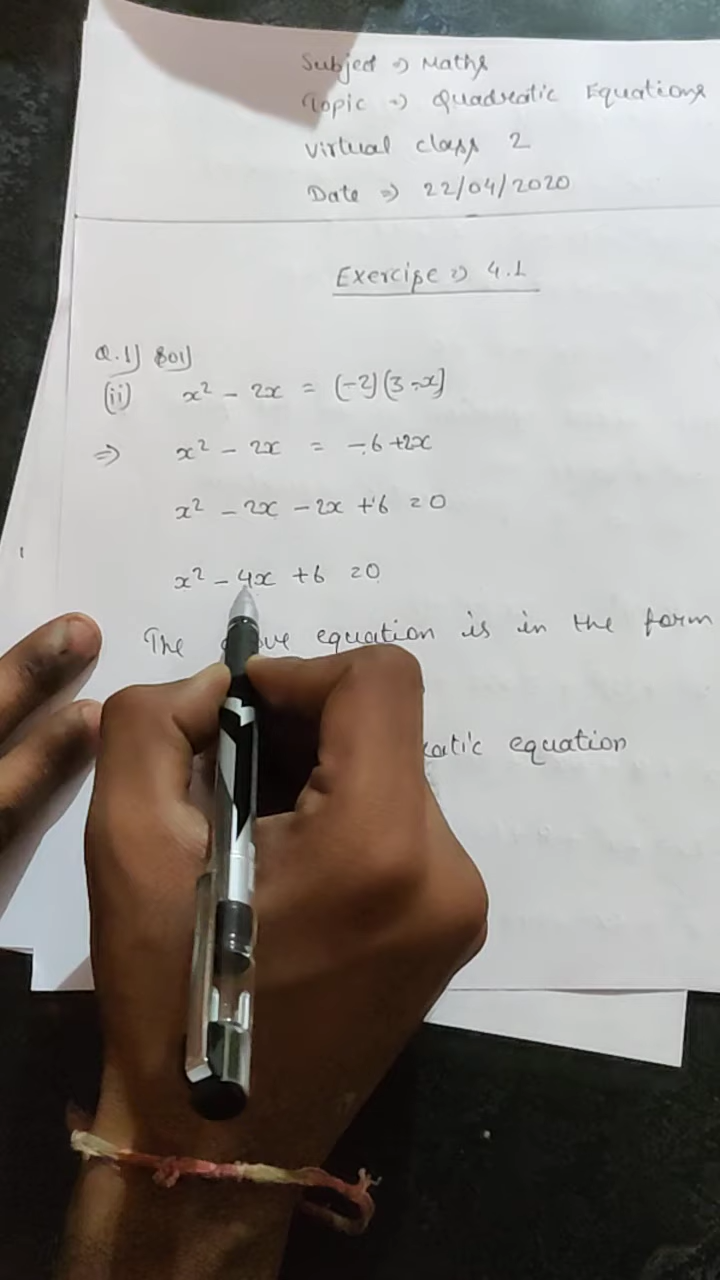 Subject ⇒ Maths
Topic ⇒ Quadratic Equations
Virtual class 2
Date ⇒ 22/04/2020
Exercise ⇒ 4.1
Q.1) Sol)
(ii) x² - 2x = (-2)(3-x)
⇒ x² - 2x = -6+2x
x² - 2x - 2x +6 = 0
x² - 4x +6 = 0
The equation is in the form
equation